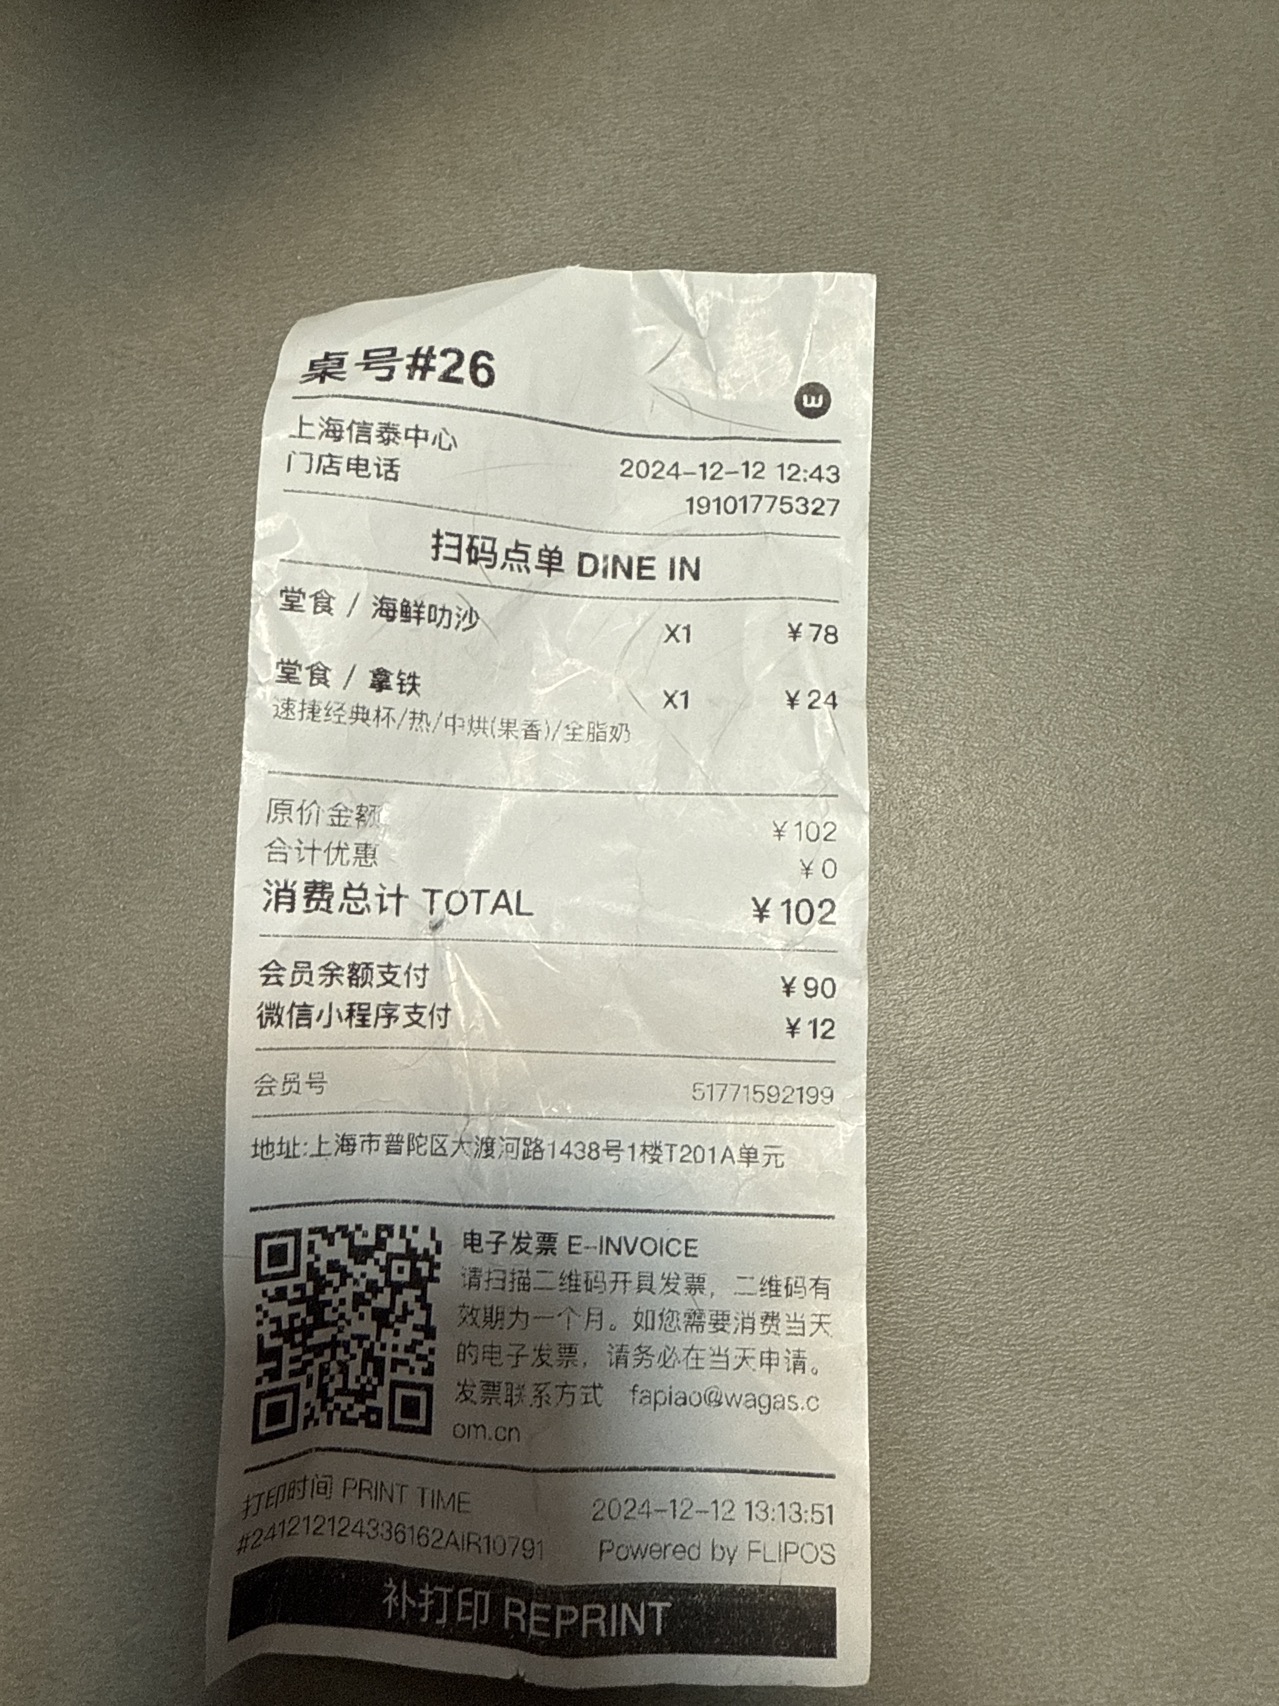 桌号#26
上海信泰中心 2024-12-12 12:43
门店电话 19101775327
扫码点单 DINE IN
堂食 / 海鲜叻沙 X1 ¥78
堂食 / 拿铁 X1 ¥24
速捷经典杯/热/中烘(果香)/全脂奶
原价金额 ¥102
合计优惠 ¥0
消费总计 TOTAL ¥102
会员余额支付 ¥90
微信小程序支付 ¥12
会员号 51771592199
地址:上海市普陀区大渡河路1438号1楼T201A单元
电子发票 E-INVOICE
请扫描二维码开具发票，二维码有
效期为一个月。如您需要消费当天
的电子发票，请务必在当天申请。
发票联系方式 fapiao@wagas.c
om.cn
打印时间 PRINT TIME 2024-12-12 13:13:51
#241212124336162AIR10791 Powered by FLIPOS
补打印 REPRINT